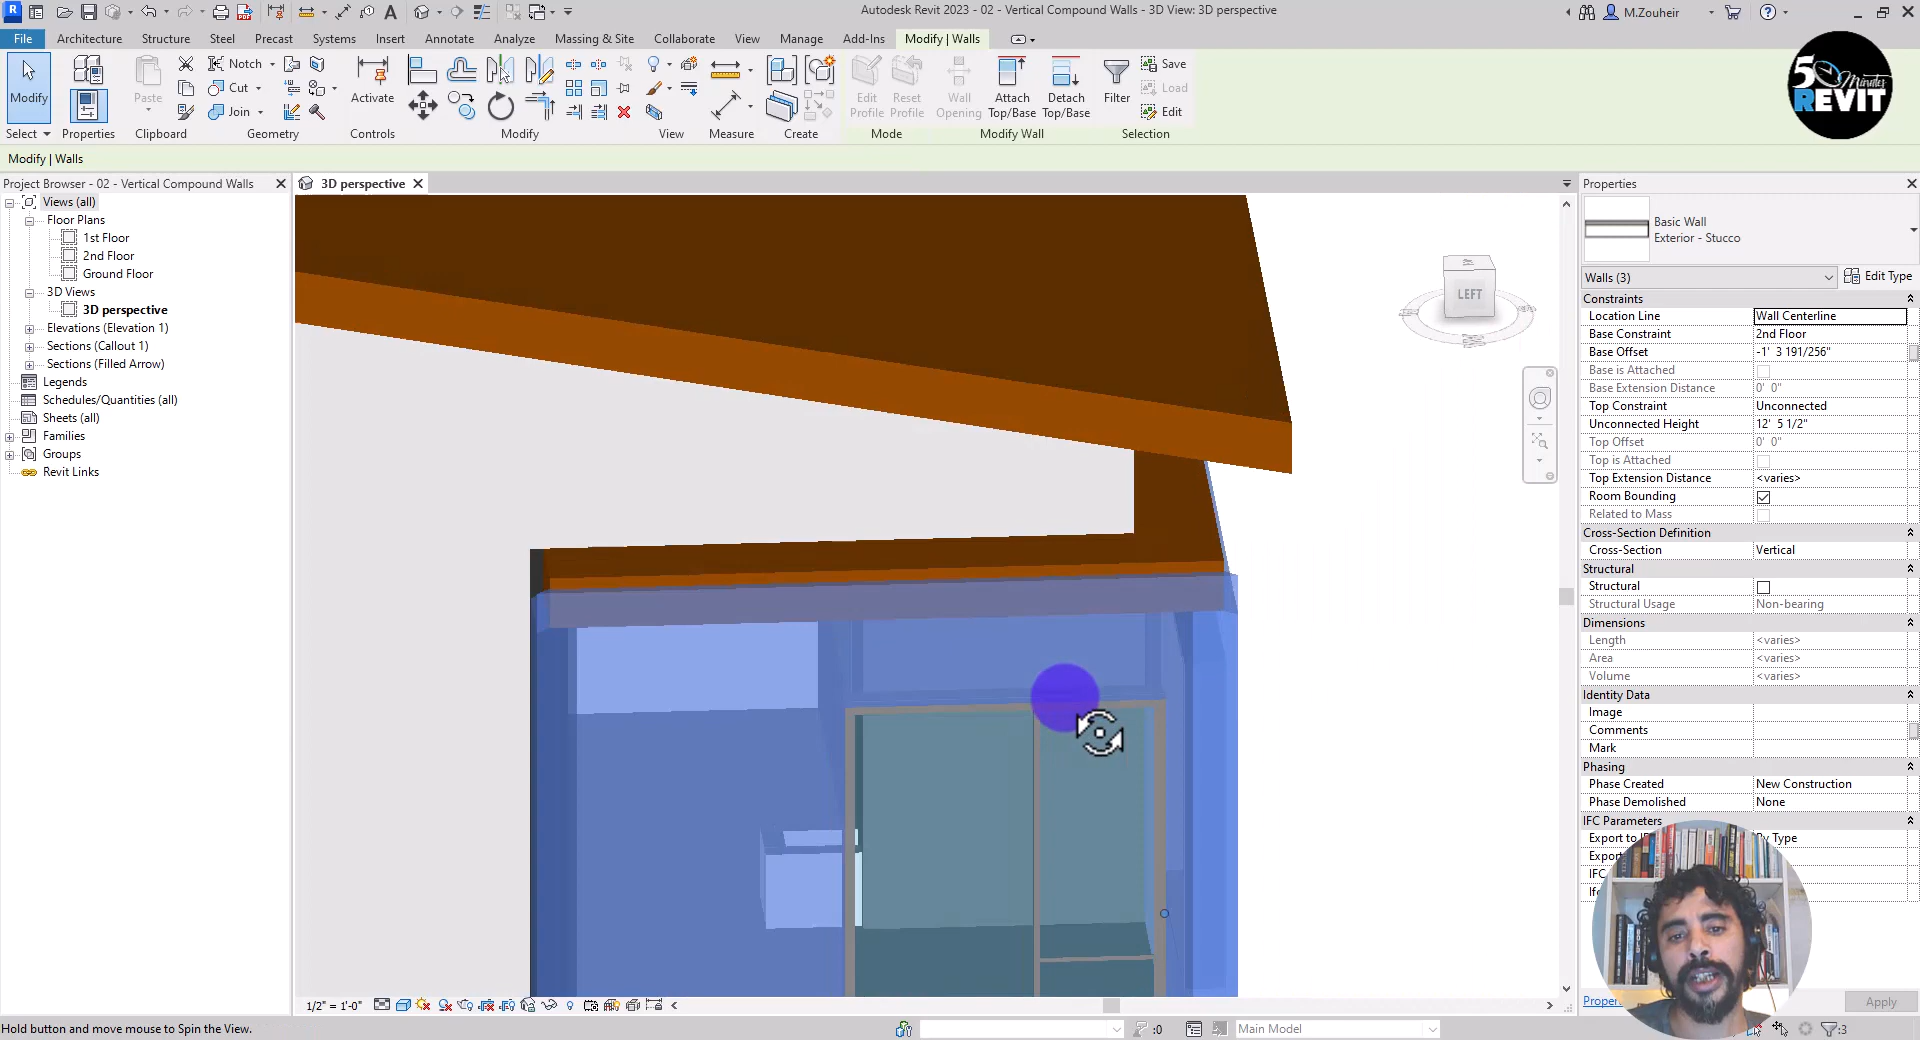 Autodesk Revit 2023 - 02 - Vertical Compound Walls - 3D View: 3D perspective
M.Zouheir
File Architecture Structure Steel Precast Systems Insert Annotate Analyze Massing & Site Collaborate View Manage Add-Ins Modify | Walls
Modify
Paste
Notch
Cut
Join
Activate
Edit Profile
Reset Profile
Wall Opening
Attach Top/Base
Detach Top/Base
Filter
Save
Load
Edit
Select Properties Clipboard Geometry Controls Modify View Measure Create Mode Modify Wall Selection
5 Minutes
REVIT
Modify | Walls
Project Browser - 02 - Vertical Compound Walls
3D perspective
Properties
Views (all)
Floor Plans
1st Floor
2nd Floor
Ground Floor
3D Views
3D perspective
Elevations (Elevation 1)
Sections (Callout 1)
Sections (Filled Arrow)
Legends
Schedules/Quantities (all)
Sheets (all)
Families
Groups
Revit Links
LEFT
Basic Wall
Exterior - Stucco
Walls (3) Edit Type
Constraints
Location Line Wall Centerline
Base Constraint 2nd Floor
Base Offset -1' 3 191/256"
Base is Attached
Base Extension Distance 0' 0"
Top Constraint Unconnected
Unconnected Height 12' 5 1/2"
Top Offset 0' 0"
Top is Attached
Top Extension Distance <varies>
Room Bounding
Related to Mass
Cross-Section Definition
Cross-Section Vertical
Structural
Structural
Structural Usage Non-bearing
Dimensions
Length <varies>
Area <varies>
Volume <varies>
Identity Data
Image
Comments
Mark
Phasing
Phase Created New Construction
Phase Demolished None
IFC Parameters
Export to By Type
Export
IFC
Apply
1/2" = 1'-0"
Hold button and move mouse to Spin the View.
:0
Main Model
:3